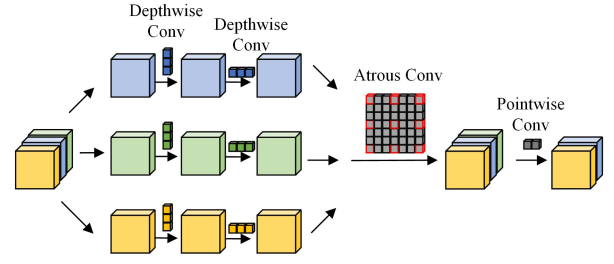 Depthwise
Conv
Depthwise
Conv
Atrous Conv
Pointwise
Conv